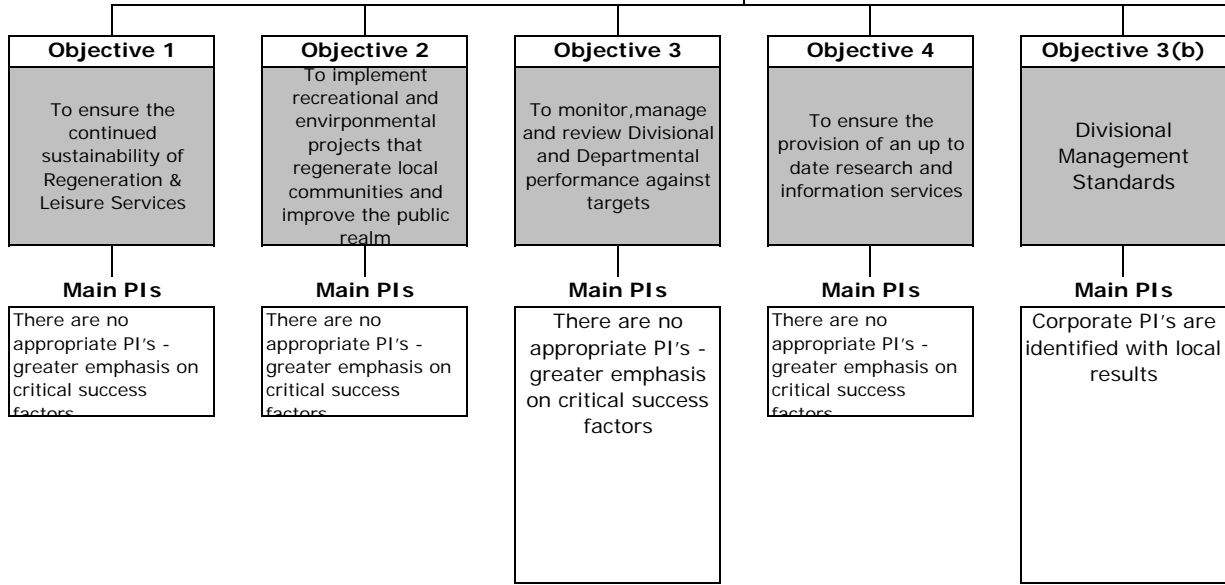 Objective 1
To ensure the
continued
sustainability of
Regeneration &
Leisure Services
Main PIs
There are no
appropriate PI's -
greater emphasis on
critical success
factors
Objective 2
To implement
recreational and
envirponmental
projects that
regenerate local
communities and
improve the public
realm
Main PIs
There are no
appropriate PI's -
greater emphasis on
critical success
factors
Objective 3
To monitor,manage
and review Divisional
and Departmental
performance against
targets
Main PIs
There are no
appropriate PI's -
greater emphasis
on critical success
factors
Objective 4
To ensure the
provision of an up to
date research and
information services
Main PIs
There are no
appropriate PI's -
greater emphasis on
critical success
factors
Objective 3(b)
Divisional
Management
Standards
Main PIs
Corporate PI's are
identified with local
results